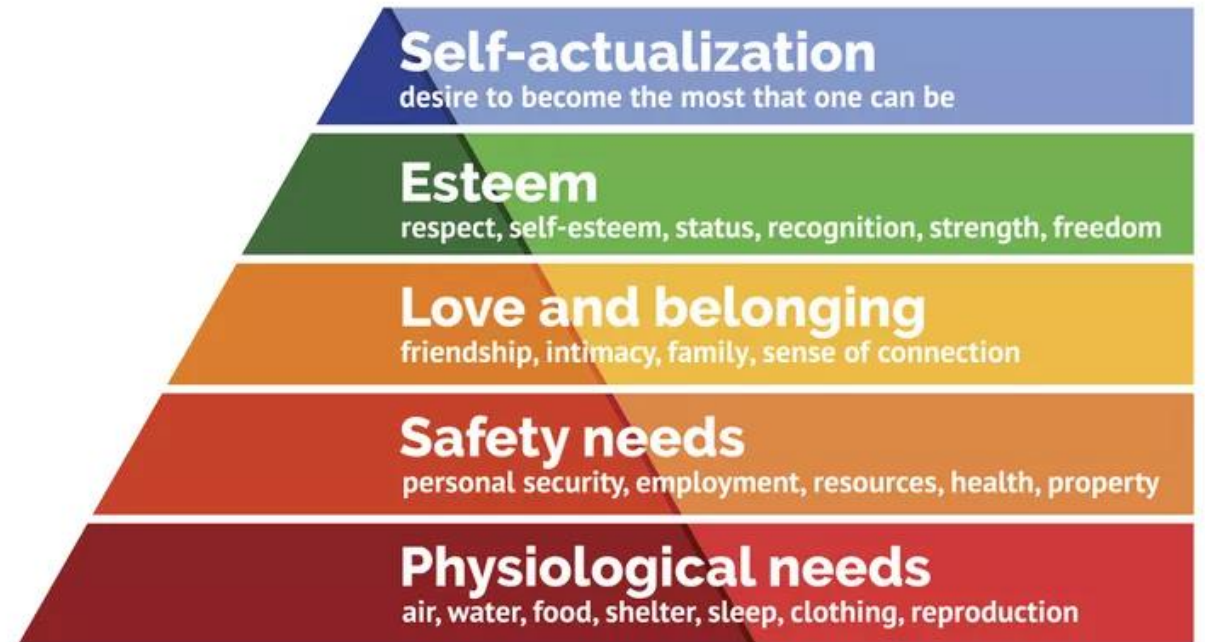 Self-actualization
desire to become the most that one can be
Esteem
respect, self-esteem, status, recognition, strength, freedom
Love and belonging
friendship, intimacy, family, sense of connection
Safety needs
personal security, employment, resources, health, property
Physiological needs
air, water, food, shelter, sleep, clothing, reproduction